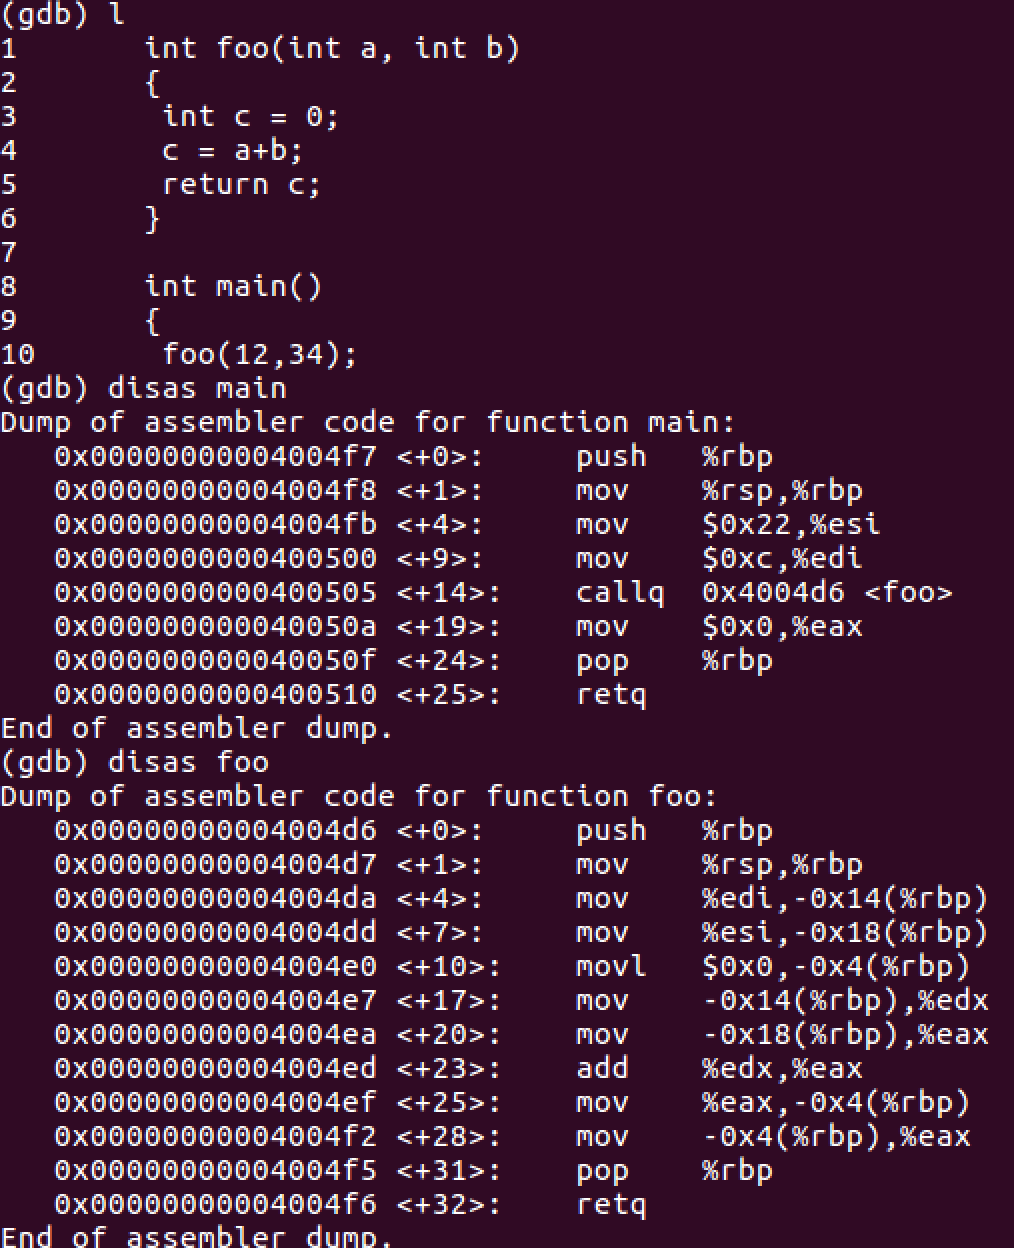 (gdb) l
1       int foo(int a, int b)
2       {
3        int c = 0;
4        c = a+b;
5        return c;
6       }
7
8       int main()
9       {
10       foo(12,34);
(gdb) disas main
Dump of assembler code for function main:
   0x00000000004004f7 <+0>:     push   %rbp
   0x00000000004004f8 <+1>:     mov    %rsp,%rbp
   0x00000000004004fb <+4>:     mov    $0x22,%esi
   0x0000000000400500 <+9>:     mov    $0xc,%edi
   0x0000000000400505 <+14>:    callq  0x4004d6 <foo>
   0x000000000040050a <+19>:    mov    $0x0,%eax
   0x000000000040050f <+24>:    pop    %rbp
   0x0000000000400510 <+25>:    retq
End of assembler dump.
(gdb) disas foo
Dump of assembler code for function foo:
   0x00000000004004d6 <+0>:     push   %rbp
   0x00000000004004d7 <+1>:     mov    %rsp,%rbp
   0x00000000004004da <+4>:     mov    %edi,-0x14(%rbp)
   0x00000000004004dd <+7>:     mov    %esi,-0x18(%rbp)
   0x00000000004004e0 <+10>:    movl   $0x0,-0x4(%rbp)
   0x00000000004004e7 <+17>:    mov    -0x14(%rbp),%edx
   0x00000000004004ea <+20>:    mov    -0x18(%rbp),%eax
   0x00000000004004ed <+23>:    add    %edx,%eax
   0x00000000004004ef <+25>:    mov    %eax,-0x4(%rbp)
   0x00000000004004f2 <+28>:    mov    -0x4(%rbp),%eax
   0x00000000004004f5 <+31>:    pop    %rbp
   0x00000000004004f6 <+32>:    retq
End of assembler dump.